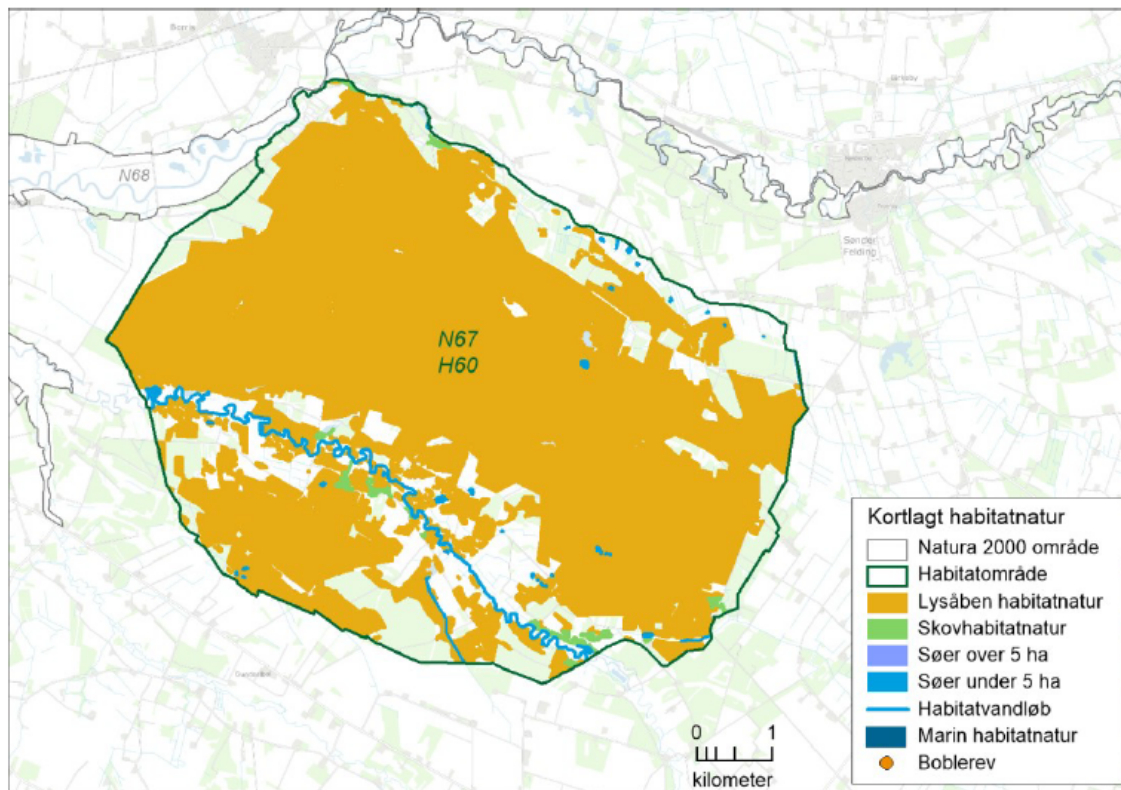 Borris
N68
Sønder
Felding
N67
H60
Kortlagt habitatnatur
Natura 2000 område
Habitatområde
Lysåben habitatnatur
Skovhabitatnatur
Søer over 5 ha
Søer under 5 ha
Habitatvandløb
Marin habitatnatur
Boblerev
0 1
kilometer